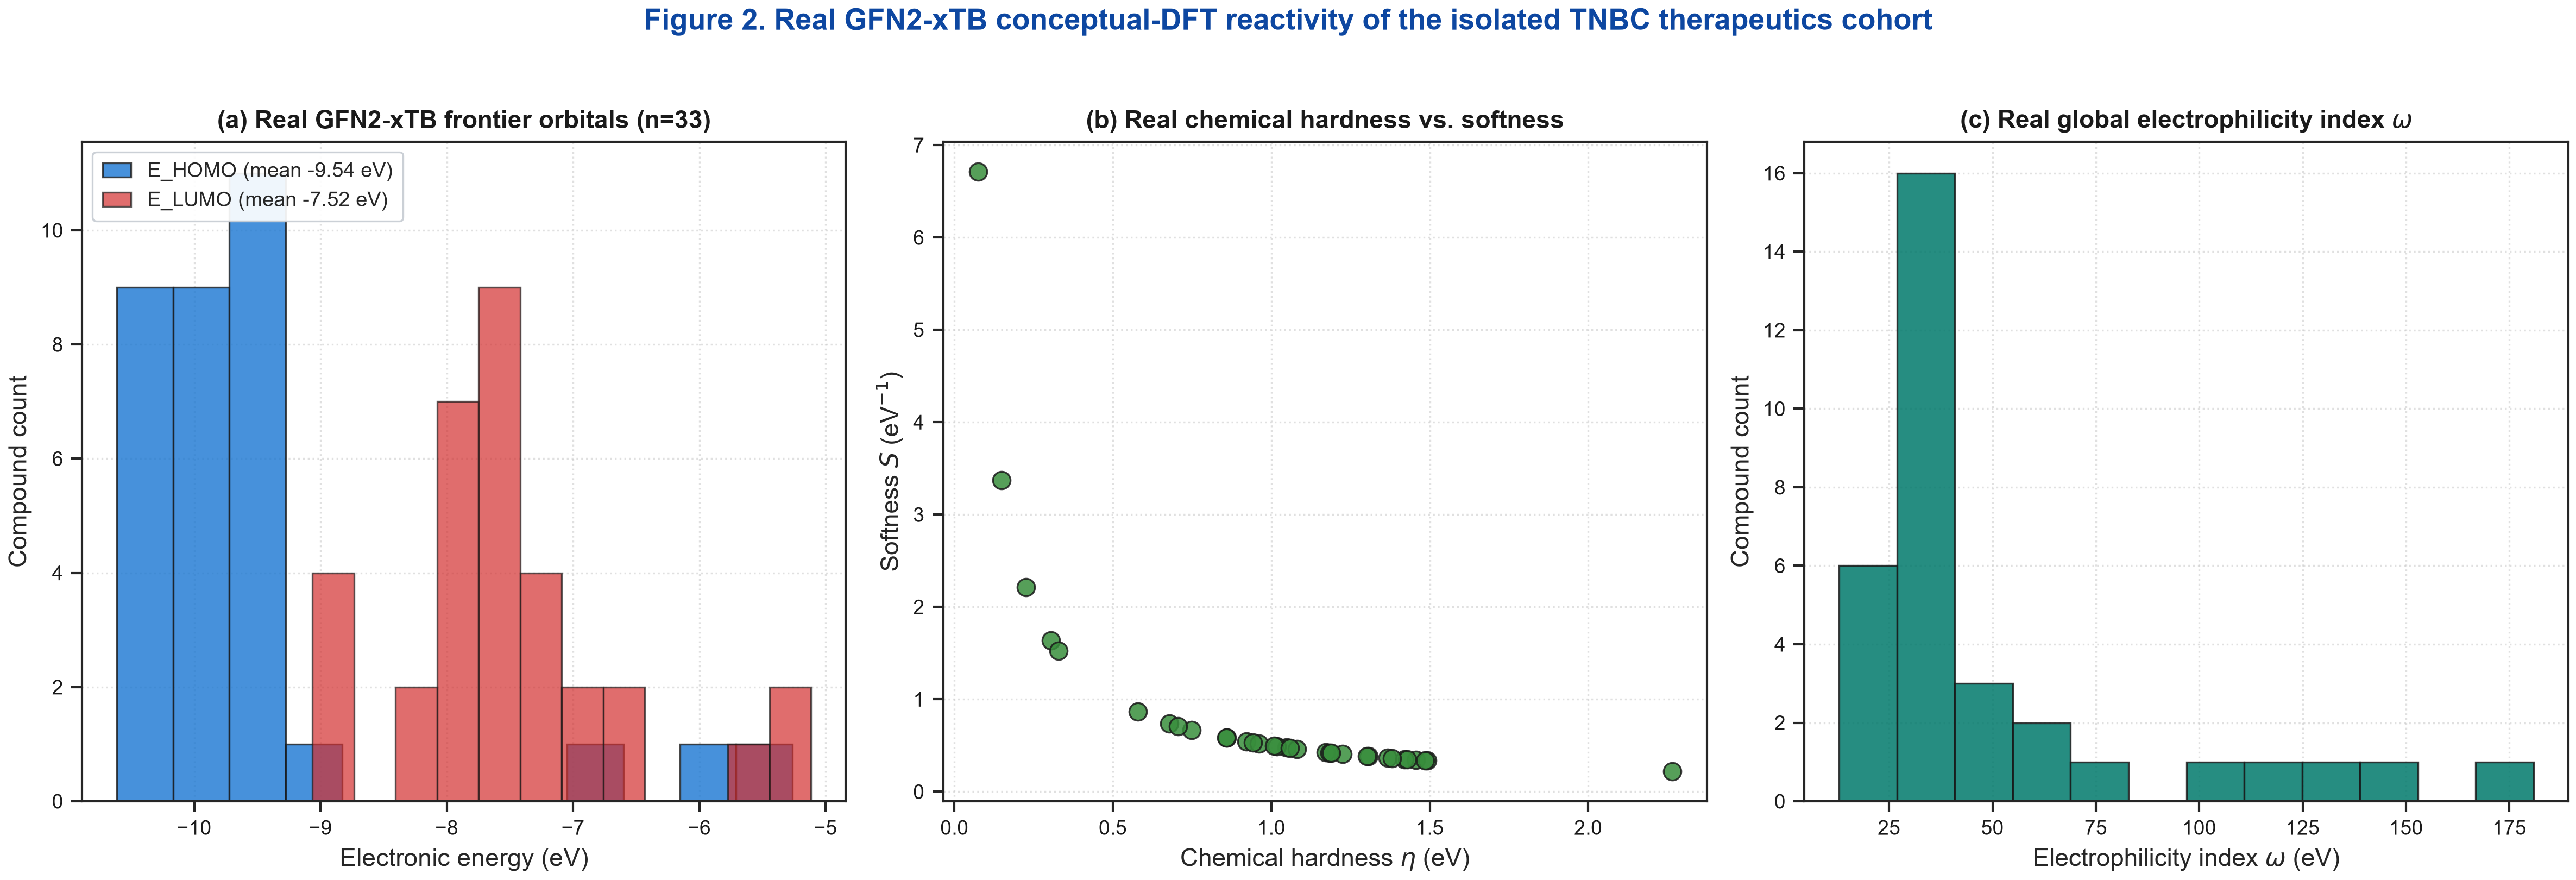 Figure 2. Real GFN2-xTB conceptual-DFT reactivity of the isolated TNBC therapeutics cohort
(a) Real GFN2-xTB frontier orbitals (n=33)
E_HOMO (mean -9.54 eV)
E_LUMO (mean -7.52 eV)
Compound count
10
8
6
4
2
0
−10 −9 −8 −7 −6 −5
Electronic energy (eV)
(b) Real chemical hardness vs. softness
Softness S (eV⁻¹)
7
6
5
4
3
2
1
0
0.0 0.5 1.0 1.5 2.0
Chemical hardness η (eV)
(c) Real global electrophilicity index ω
Compound count
16
14
12
10
8
6
4
2
0
25 50 75 100 125 150 175
Electrophilicity index ω (eV)